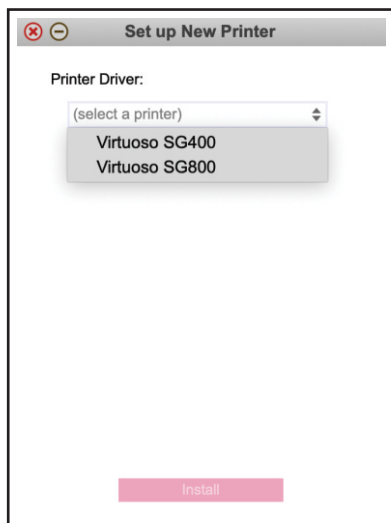 Set up New Printer
Printer Driver:
(select a printer)
Virtuoso SG400
Virtuoso SG800
Install